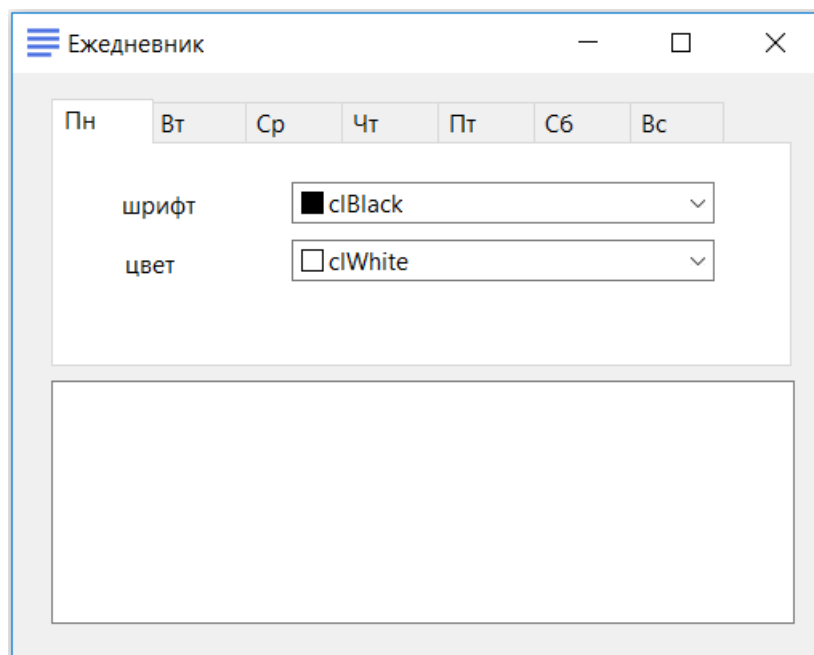 Ежедневник
Пн Вт Ср Чт Пт Сб Вс
шрифт clBlack
цвет clWhite